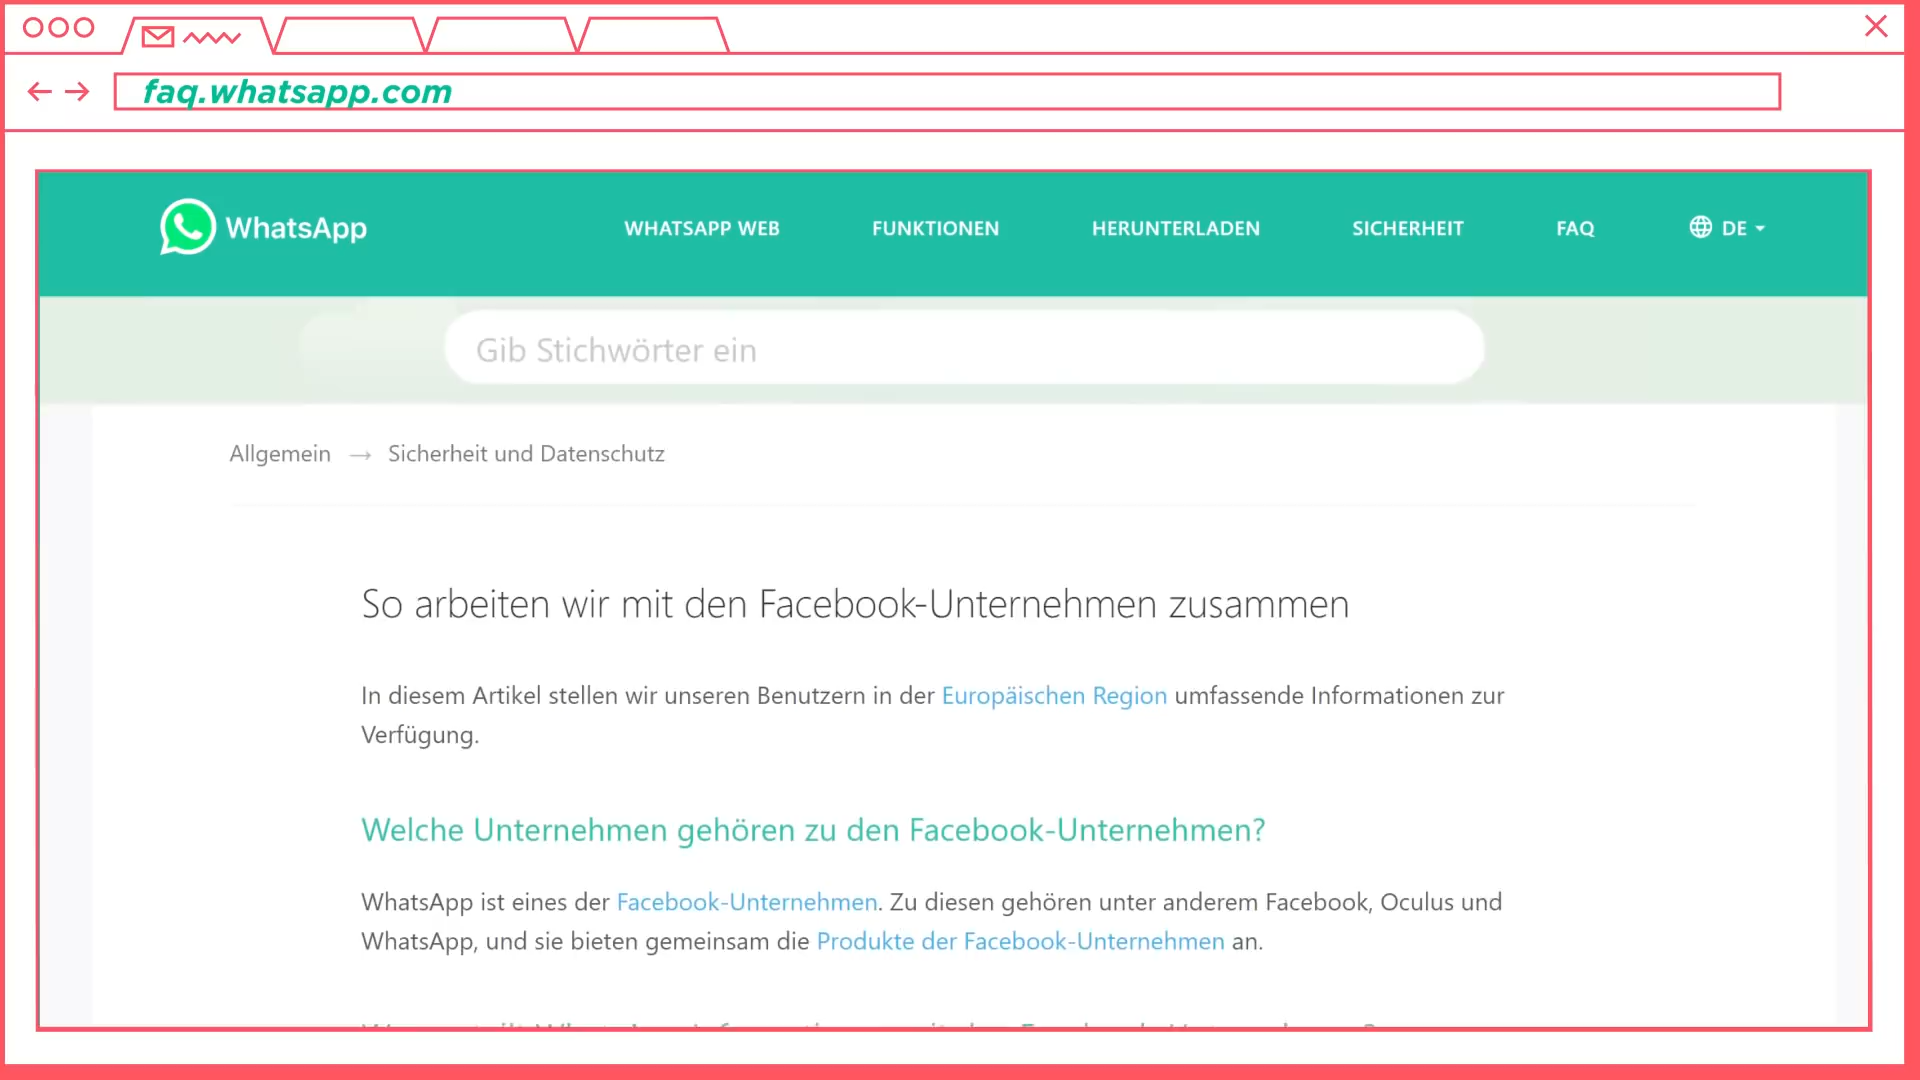 faq.whatsapp.com
WhatsApp
WHATSAPP WEB
FUNKTIONEN
HERUNTERLADEN
SICHERHEIT
FAQ
DE
Gib Stichwörter ein
Allgemein → Sicherheit und Datenschutz
So arbeiten wir mit den Facebook-Unternehmen zusammen
In diesem Artikel stellen wir unseren Benutzern in der Europäischen Region umfassende Informationen zur
Verfügung.
Welche Unternehmen gehören zu den Facebook-Unternehmen?
WhatsApp ist eines der Facebook-Unternehmen. Zu diesen gehören unter anderem Facebook, Oculus und
WhatsApp, und sie bieten gemeinsam die Produkte der Facebook-Unternehmen an.